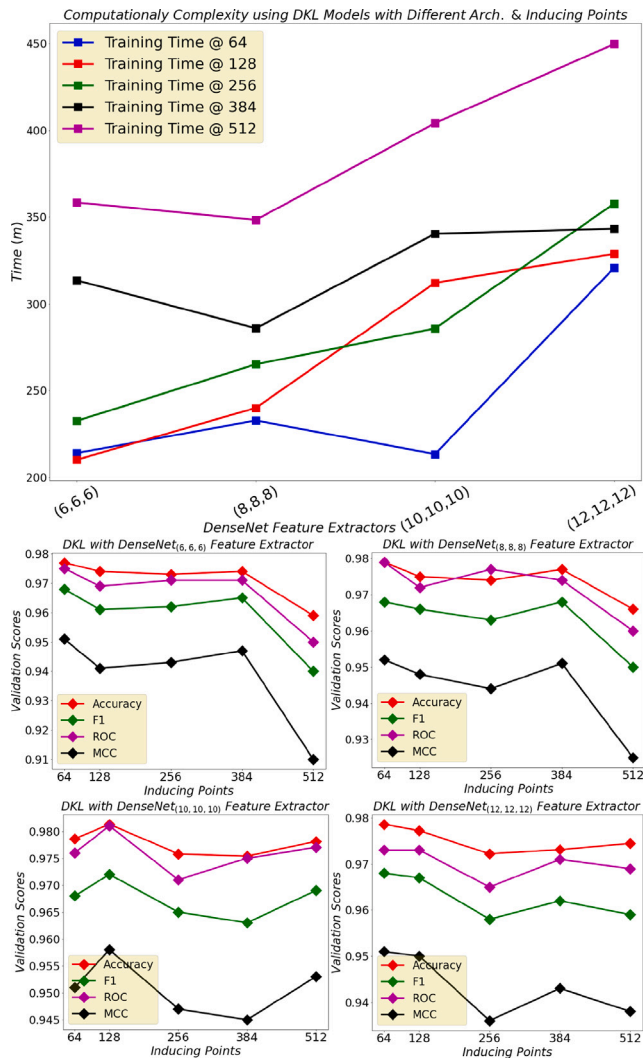 Computationaly Complexity using DKL Models with Different Arch. & Inducing Points
Training Time @ 64
Training Time @ 128
Training Time @ 256
Training Time @ 384
Training Time @ 512
Time (m)
450
400
350
300
250
200
(6,6,6)
(8,8,8)
(10,10,10)
(12,12,12)
DenseNet Feature Extractors
DKL with DenseNet(6, 6, 6) Feature Extractor
Validation Scores
0.98
0.97
0.96
0.95
0.94
0.93
0.92
0.91
Accuracy
F1
ROC
MCC
64 128 256 384 512
Inducing Points
DKL with DenseNet(8, 8, 8) Feature Extractor
Validation Scores
0.98
0.97
0.96
0.95
0.94
0.93
Accuracy
F1
ROC
MCC
64 128 256 384 512
Inducing Points
DKL with DenseNet(10, 10, 10) Feature Extractor
Validation Scores
0.980
0.975
0.970
0.965
0.960
0.955
0.950
0.945
Accuracy
F1
ROC
MCC
64 128 256 384 512
Inducing Points
DKL with DenseNet(12, 12, 12) Feature Extractor
Validation Scores
0.98
0.97
0.96
0.95
0.94
Accuracy
F1
ROC
MCC
64 128 256 384 512
Inducing Points